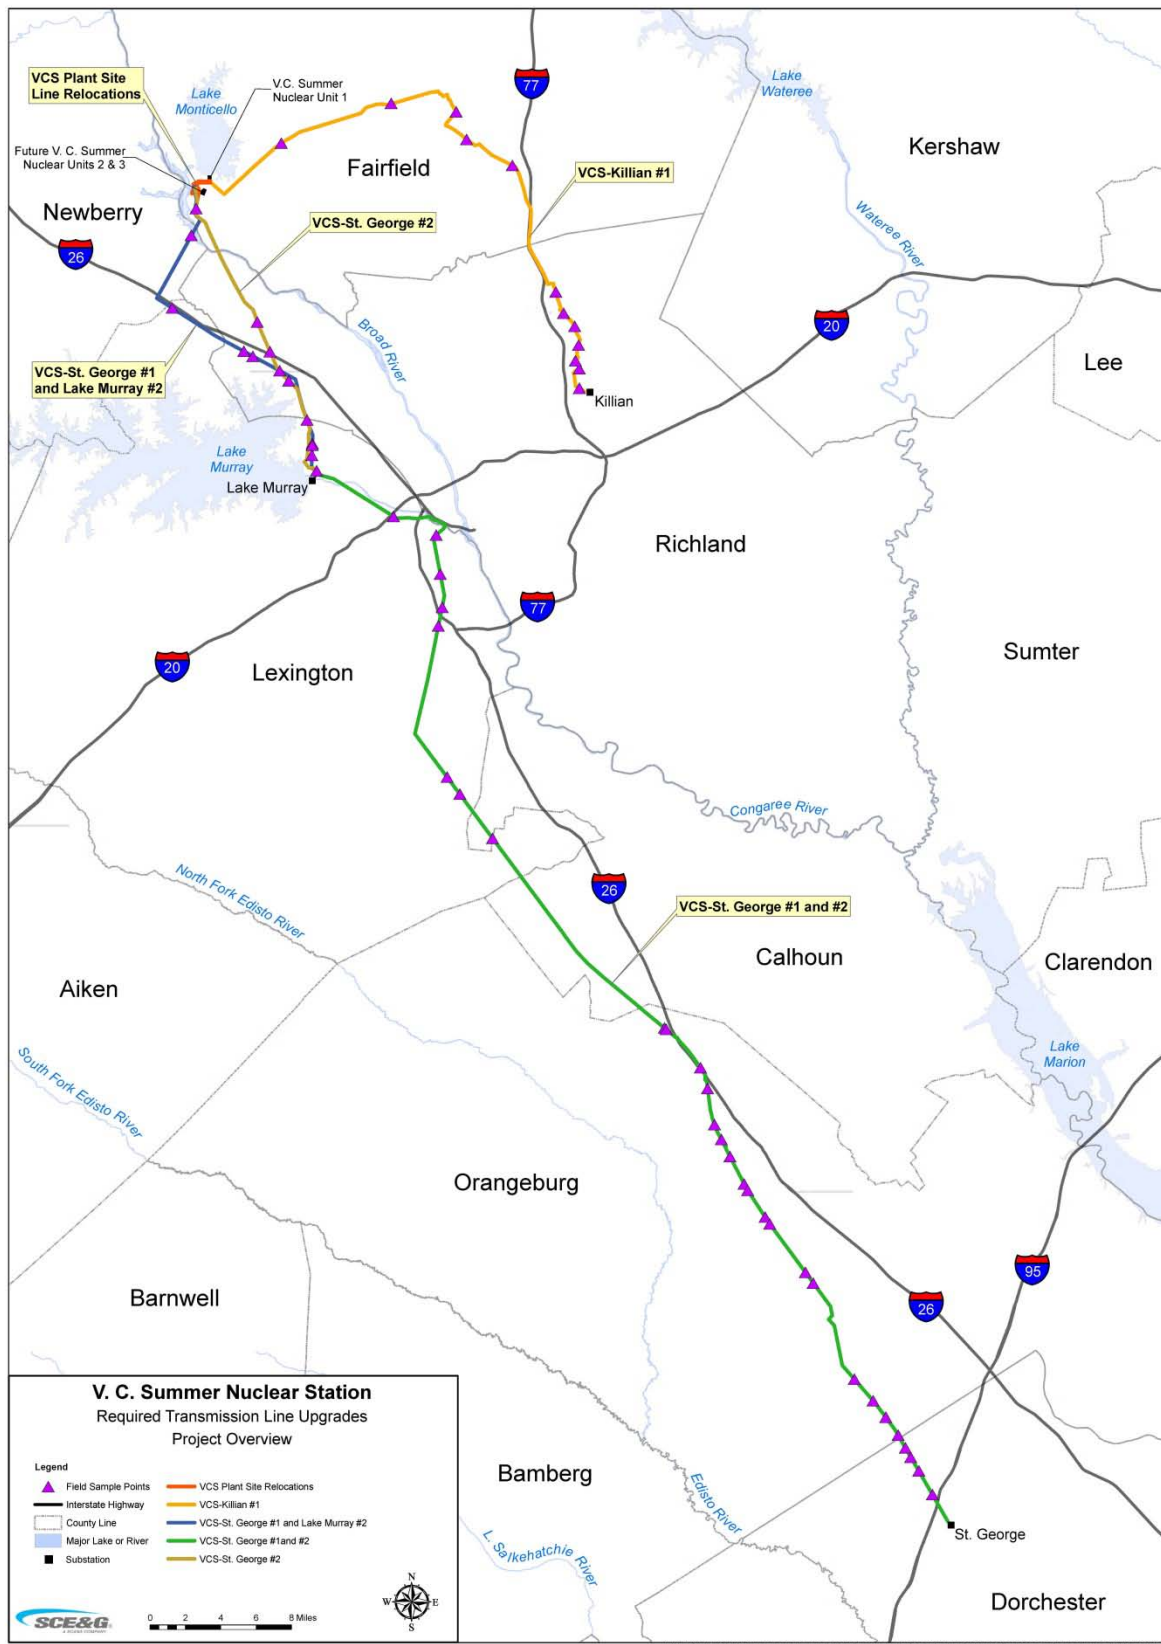 VCS Plant Site
Line Relocations
Lake
Monticello
V.C. Summer
Nuclear Unit 1
77
Lake
Wateree
Future V. C. Summer
Nuclear Units 2 & 3
Fairfield
VCS-Killian #1
Kershaw
Newberry
VCS-St. George #2
Wateree River
26
Broad River
20
VCS-St. George #1
and Lake Murray #2
Lee
Killian
Lake
Murray
Lake Murray
Richland
77
20
Lexington
Sumter
Congaree River
North Fork Edisto River
26
VCS-St. George #1 and #2
Calhoun
Clarendon
Aiken
South Fork Edisto River
Lake
Marion
Orangeburg
Barnwell
95
26
Bamberg
Edisto River
L. Salkehatchie River
St. George
Dorchester
V. C. Summer Nuclear Station
Required Transmission Line Upgrades
Project Overview
Legend
Field Sample Points
Interstate Highway
County Line
Major Lake or River
Substation
VCS Plant Site Relocations
VCS-Killian #1
VCS-St. George #1 and Lake Murray #2
VCS-St. George #1and #2
VCS-St. George #2
N
W E
S
SCE&G
A SCANA COMPANY
0 2 4 6 8 Miles